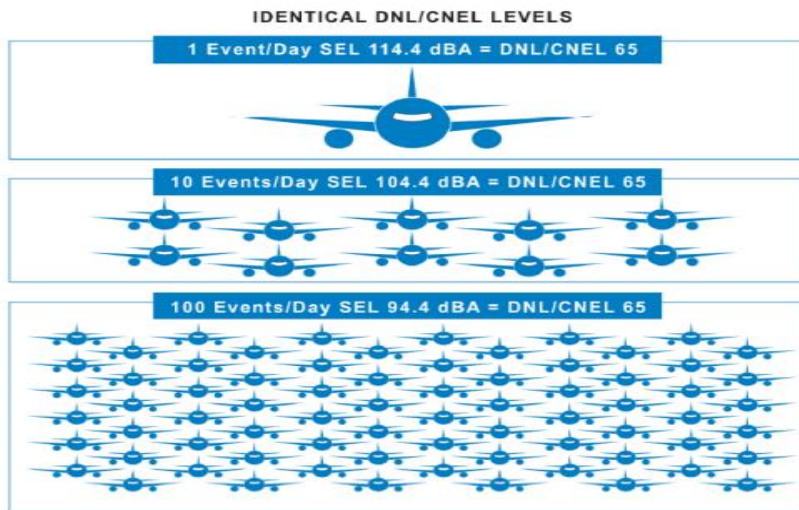 IDENTICAL DNL/CNEL LEVELS
1 Event/Day SEL 114.4 dBA = DNL/CNEL 65
10 Events/Day SEL 104.4 dBA = DNL/CNEL 65
100 Events/Day SEL 94.4 dBA = DNL/CNEL 65